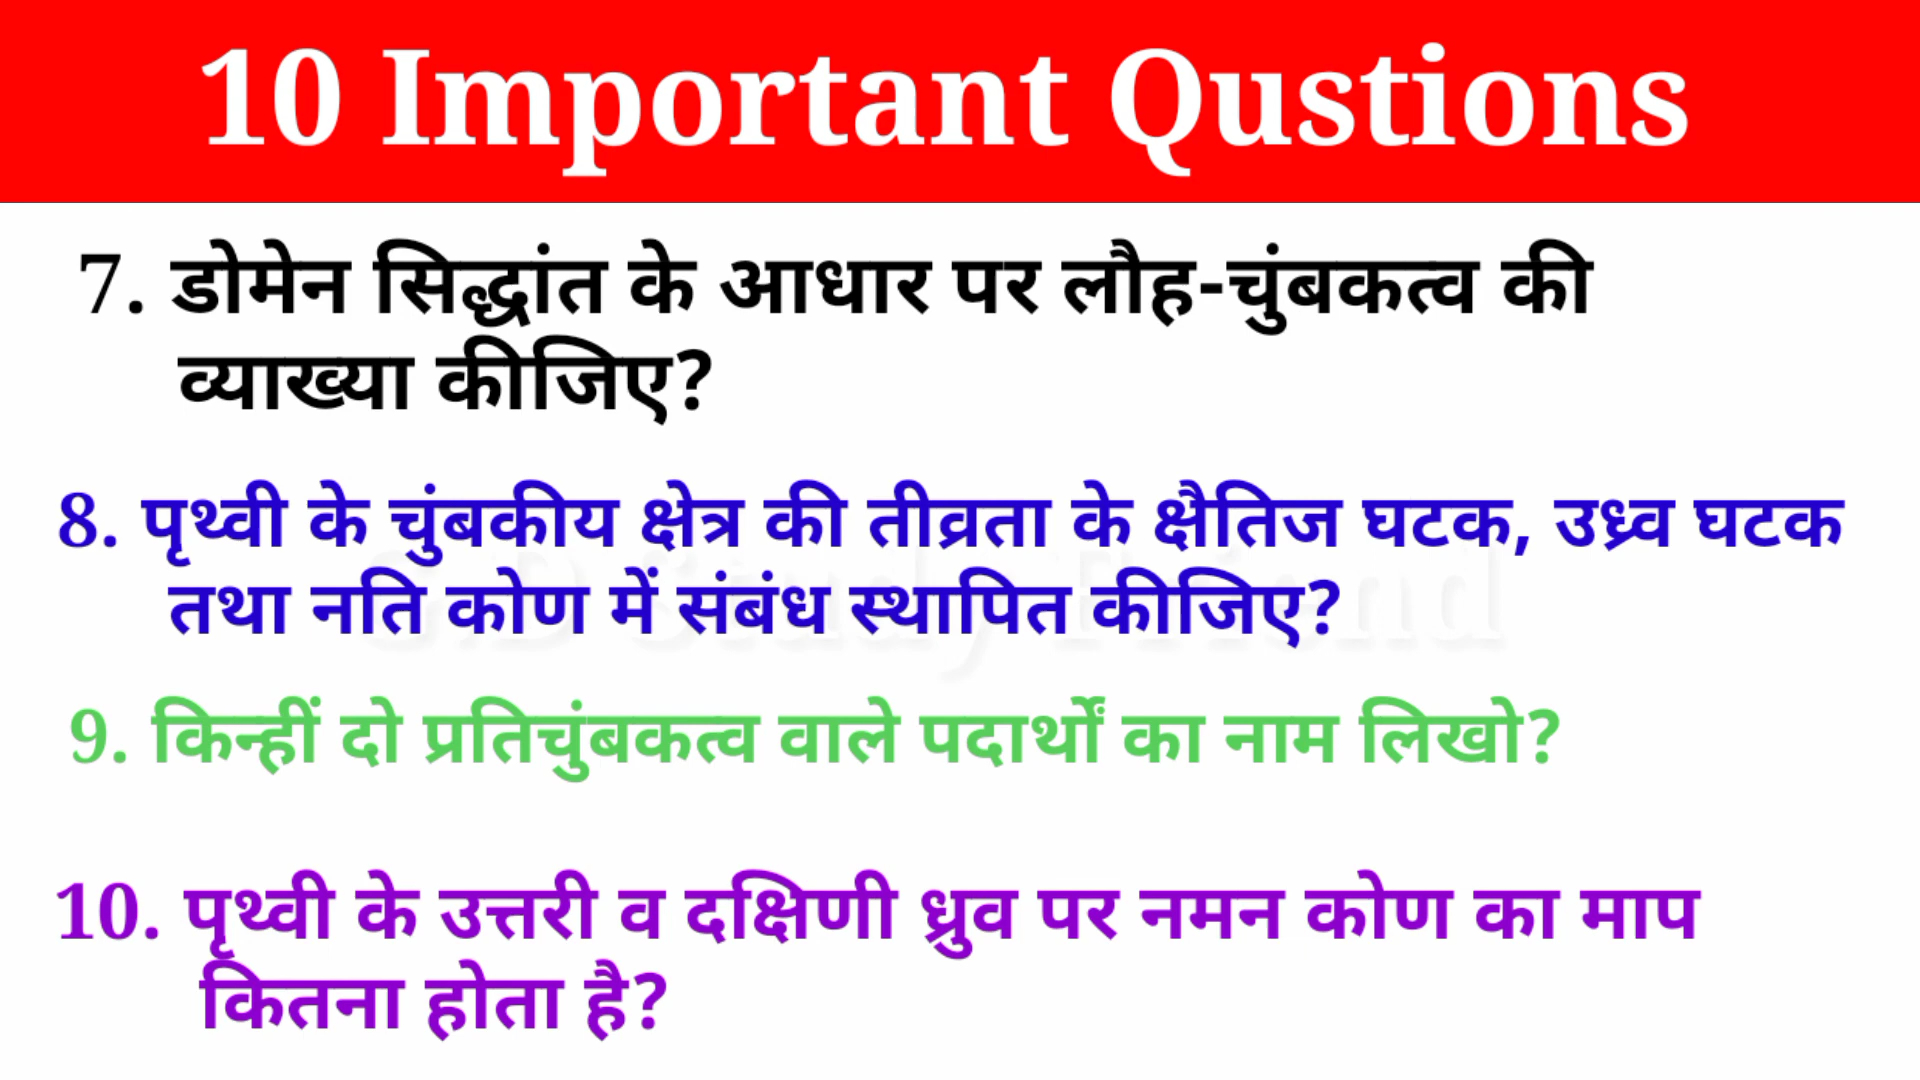 10 Important Qustions
7. डोमेन सिद्धांत के आधार पर लौह-चुंबकत्व की
व्याख्या कीजिए?
8. पृथ्वी के चुंबकीय क्षेत्र की तीव्रता के क्षैतिज घटक, उध्र्व घटक
तथा नति कोण में संबंध स्थापित कीजिए?
9. किन्हीं दो प्रतिचुंबकत्व वाले पदार्थों का नाम लिखो?
10. पृथ्वी के उत्तरी व दक्षिणी ध्रुव पर नमन कोण का माप
कितना होता है?